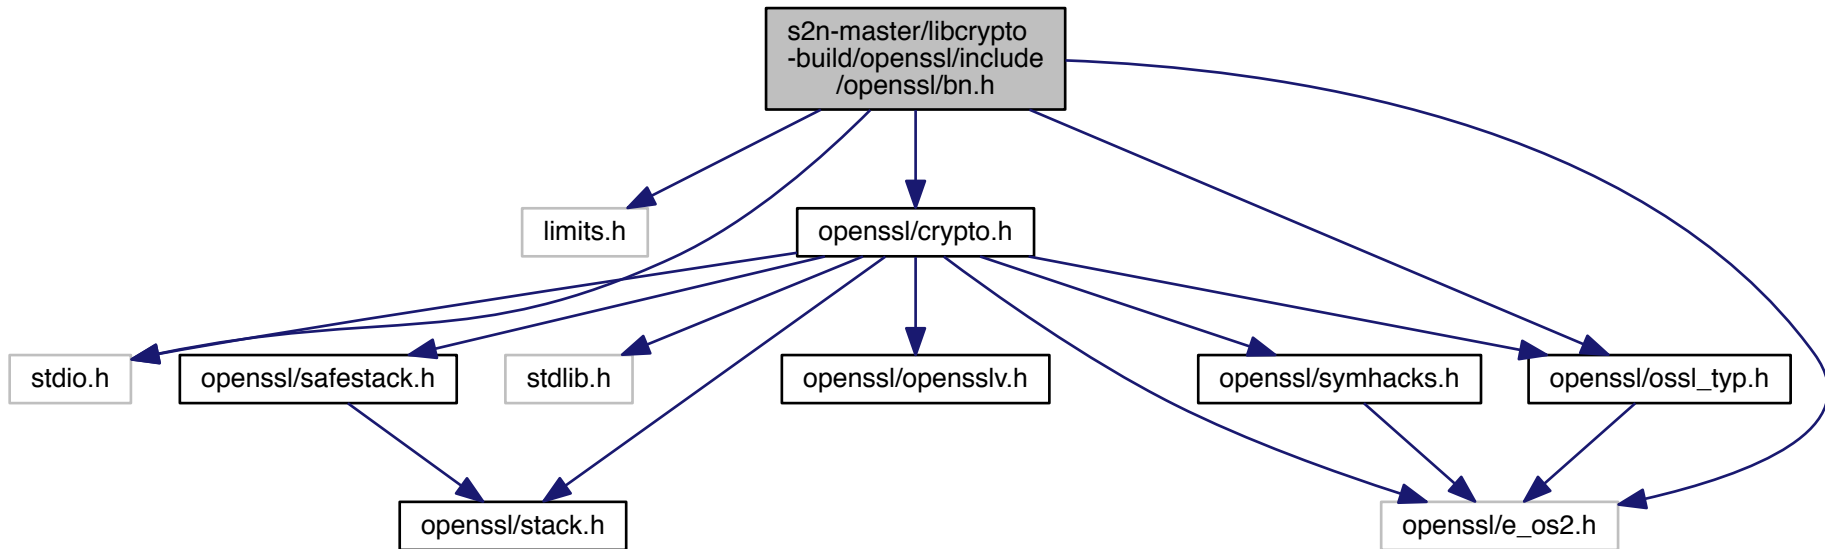 s2n-master/libcrypto
-build/openssl/include
/openssl/bn.h
limits.h
openssl/crypto.h
stdio.h
openssl/safestack.h
stdlib.h
openssl/opensslv.h
openssl/symhacks.h
openssl/ossl_typ.h
openssl/stack.h
openssl/e_os2.h